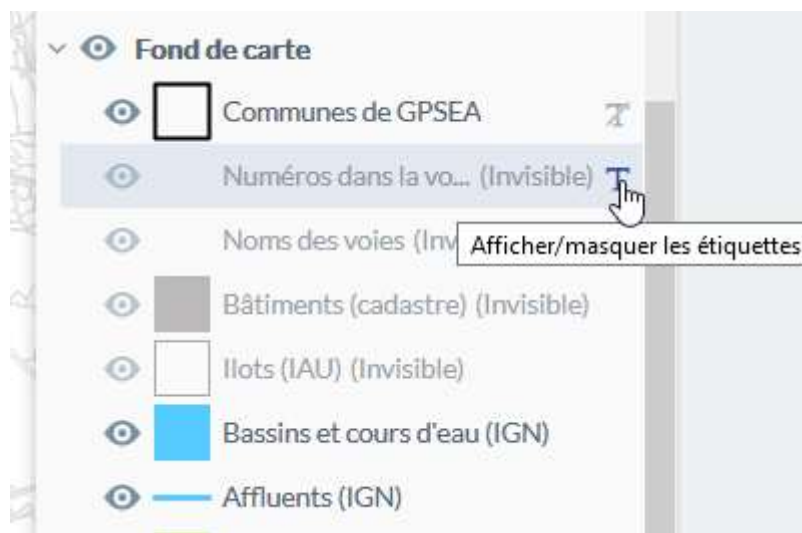 Fond de carte
Communes de GPSEA
Numéros dans la vo... (Invisible)
Noms des voies (Inv
Afficher/masquer les étiquettes
Bâtiments (cadastre) (Invisible)
Ilots (IAU) (Invisible)
Bassins et cours d'eau (IGN)
Affluents (IGN)